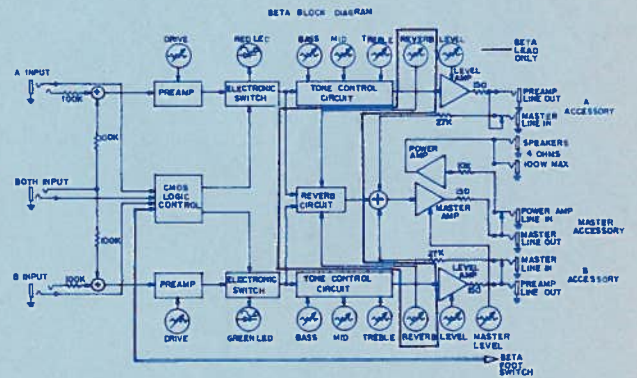 BETA BLOCK DIAGRAM
DRIVE
RED LED
BASS
MID
TREBLE
REVERB
LEVEL
BETA
LEAD
ONLY
A INPUT
100K
PREAMP
ELECTRONIC
SWITCH
TONE CONTROL
CIRCUIT
LEVEL
AMP
150
PREAMP
LINE OUT
A
ACCESSORY
27K
MASTER
LINE IN
100K
SPEAKERS
4 OHMS
100W MAX
POWER
AMP
10K
BOTH INPUT
CMOS
LOGIC
CONTROL
REVERB
CIRCUIT
MASTER
AMP
150
POWER AMP
LINE IN
MASTER
ACCESSORY
MASTER
LINE OUT
100K
27K
MASTER
LINE IN
B
ACCESSORY
B INPUT
100K
PREAMP
ELECTRONIC
SWITCH
TONE CONTROL
CIRCUIT
LEVEL
AMP
150
PREAMP
LINE OUT
DRIVE
GREEN LED
BASS
MID
TREBLE
REVERB
LEVEL
MASTER
LEVEL
BETA
FOOT
SWITCH